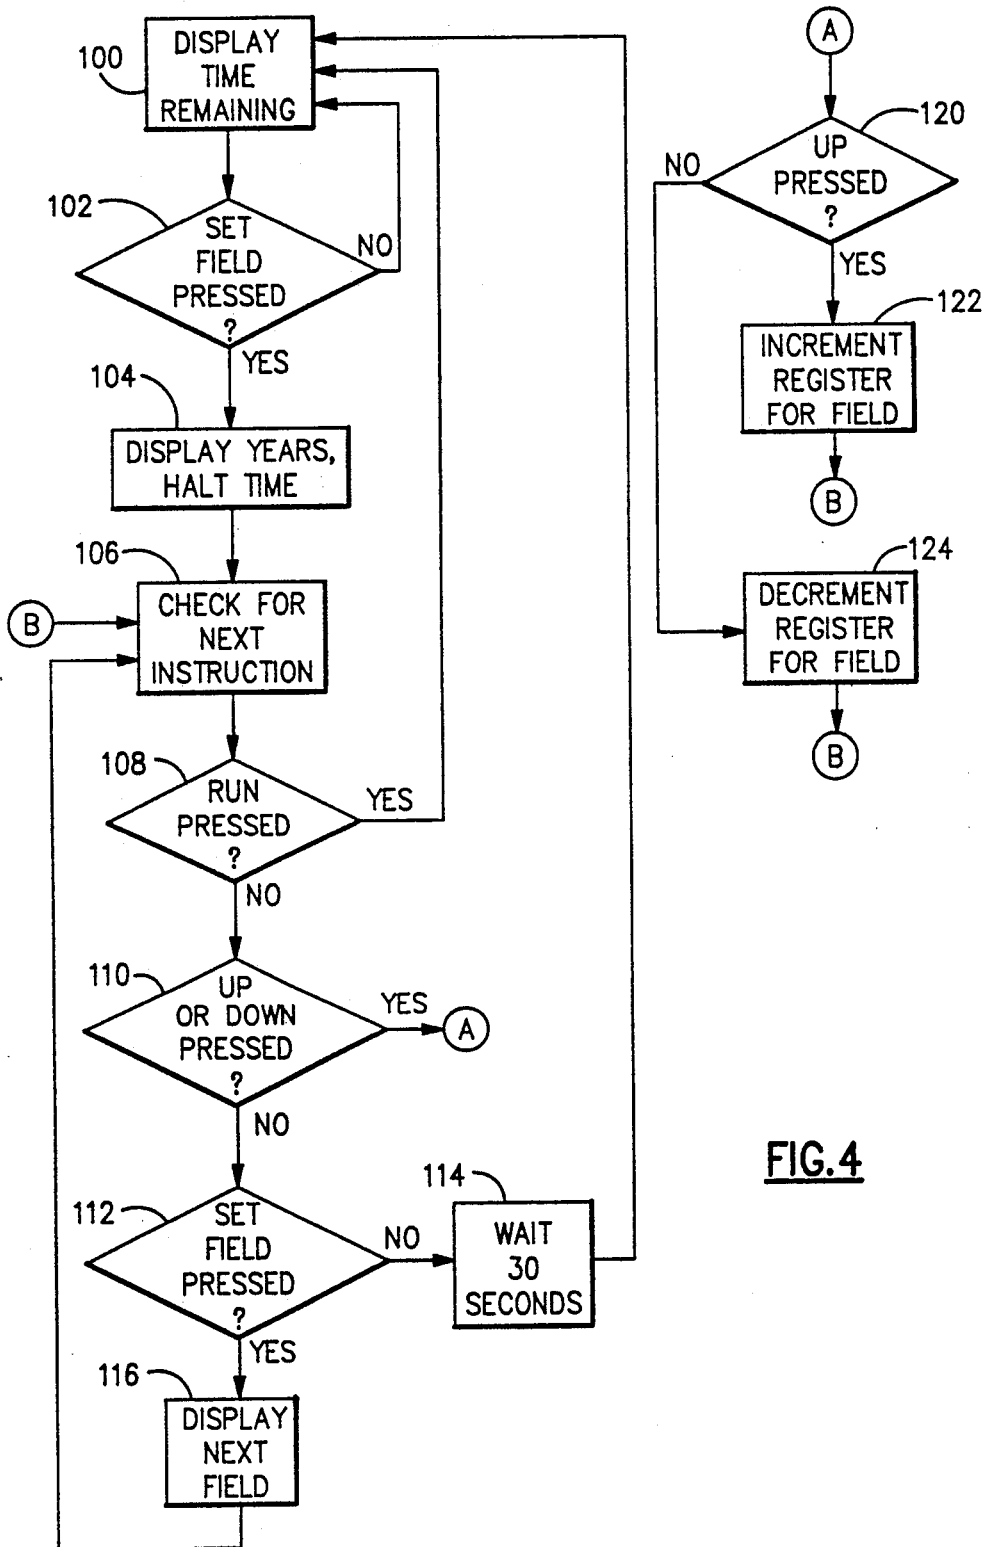 100
DISPLAY
TIME
REMAINING
102
SET
FIELD
PRESSED
?
NO
YES
104
DISPLAY YEARS,
HALT TIME
106
B
CHECK FOR
NEXT
INSTRUCTION
108
RUN
PRESSED
?
YES
NO
110
UP
OR DOWN
PRESSED
?
YES
A
NO
112
SET
FIELD
PRESSED
?
NO
114
WAIT
30
SECONDS
YES
116
DISPLAY
NEXT
FIELD
A
120
UP
PRESSED
?
NO
YES
122
INCREMENT
REGISTER
FOR FIELD
B
124
DECREMENT
REGISTER
FOR FIELD
B
FIG.4